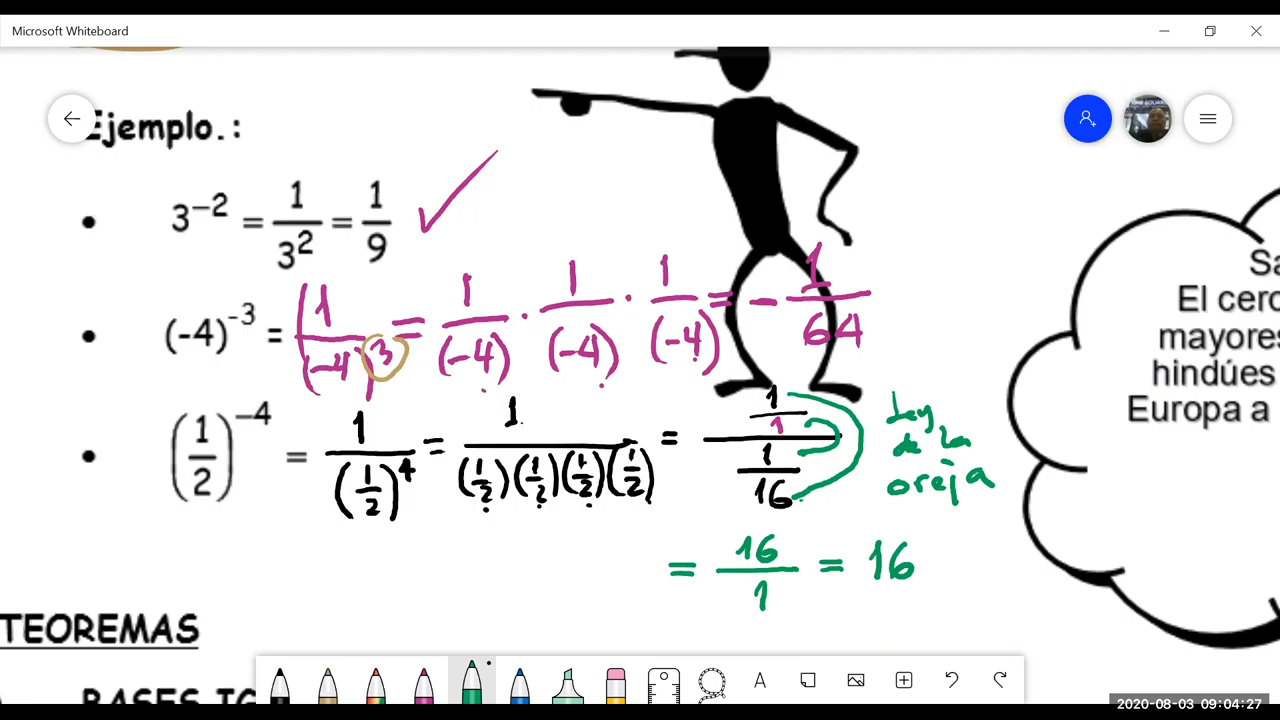 Microsoft Whiteboard
Ejemplo.:
• 3⁻² = 1/3² = 1/9 ✓
• (-4)⁻³ = (1/(-4))³ = 1/(-4) · 1/(-4) · 1/(-4) = - 1/64
• (1/2)⁻⁴ = 1/(1/2)⁴ = 1/((1/2)(1/2)(1/2)(1/2)) = (1/1)/(1/16)
Ley
de la
oreja
= 16/1 = 16
El cerc
mayores
hindúes
Europa a
TEOREMAS
A
2020-08-03 09:04:27